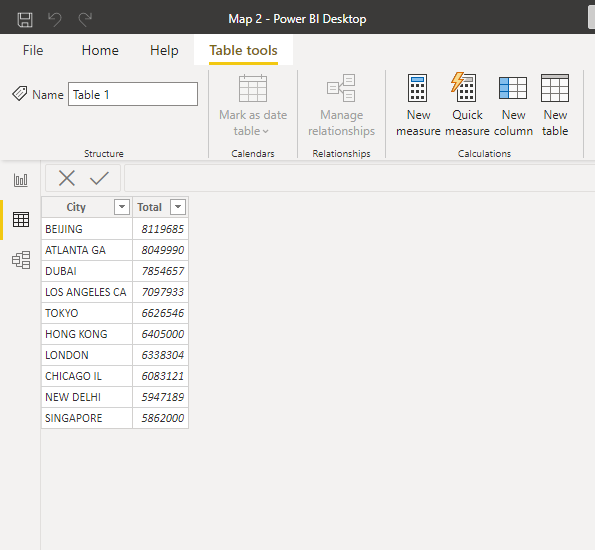 Map 2 - Power BI Desktop
File Home Help Table tools
Name Table 1
Mark as date table
Manage relationships
New measure
Quick measure
New column
New table
Structure Calendars Relationships Calculations
City Total
BEIJING 8119685
ATLANTA GA 8049990
DUBAI 7854657
LOS ANGELES CA 7097933
TOKYO 6626546
HONG KONG 6405000
LONDON 6338304
CHICAGO IL 6083121
NEW DELHI 5947189
SINGAPORE 5862000